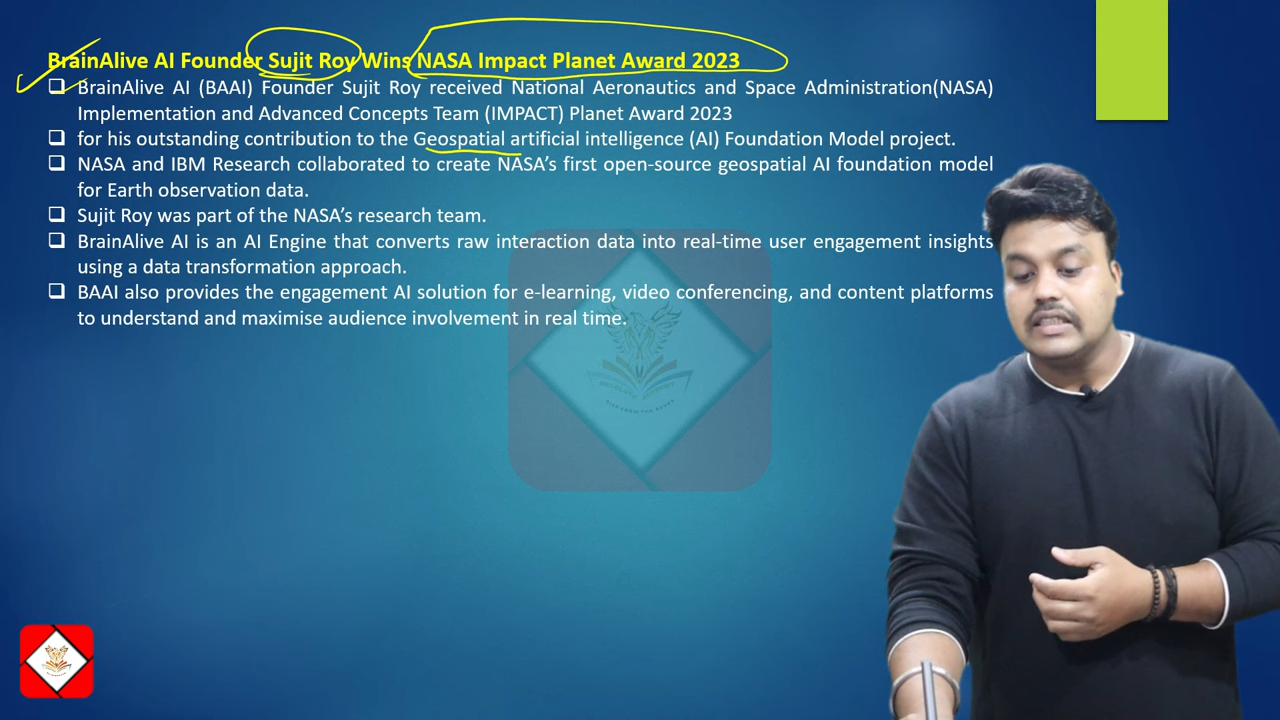 BrainAlive AI Founder Sujit Roy Wins NASA Impact Planet Award 2023
❑ BrainAlive AI (BAAI) Founder Sujit Roy received National Aeronautics and Space Administration(NASA)
Implementation and Advanced Concepts Team (IMPACT) Planet Award 2023
❑ for his outstanding contribution to the Geospatial artificial intelligence (AI) Foundation Model project.
❑ NASA and IBM Research collaborated to create NASA's first open-source geospatial AI foundation model
for Earth observation data.
❑ Sujit Roy was part of the NASA's research team.
❑ BrainAlive AI is an AI Engine that converts raw interaction data into real-time user engagement insights
using a data transformation approach.
❑ BAAI also provides the engagement AI solution for e-learning, video conferencing, and content platforms
to understand and maximise audience involvement in real time.